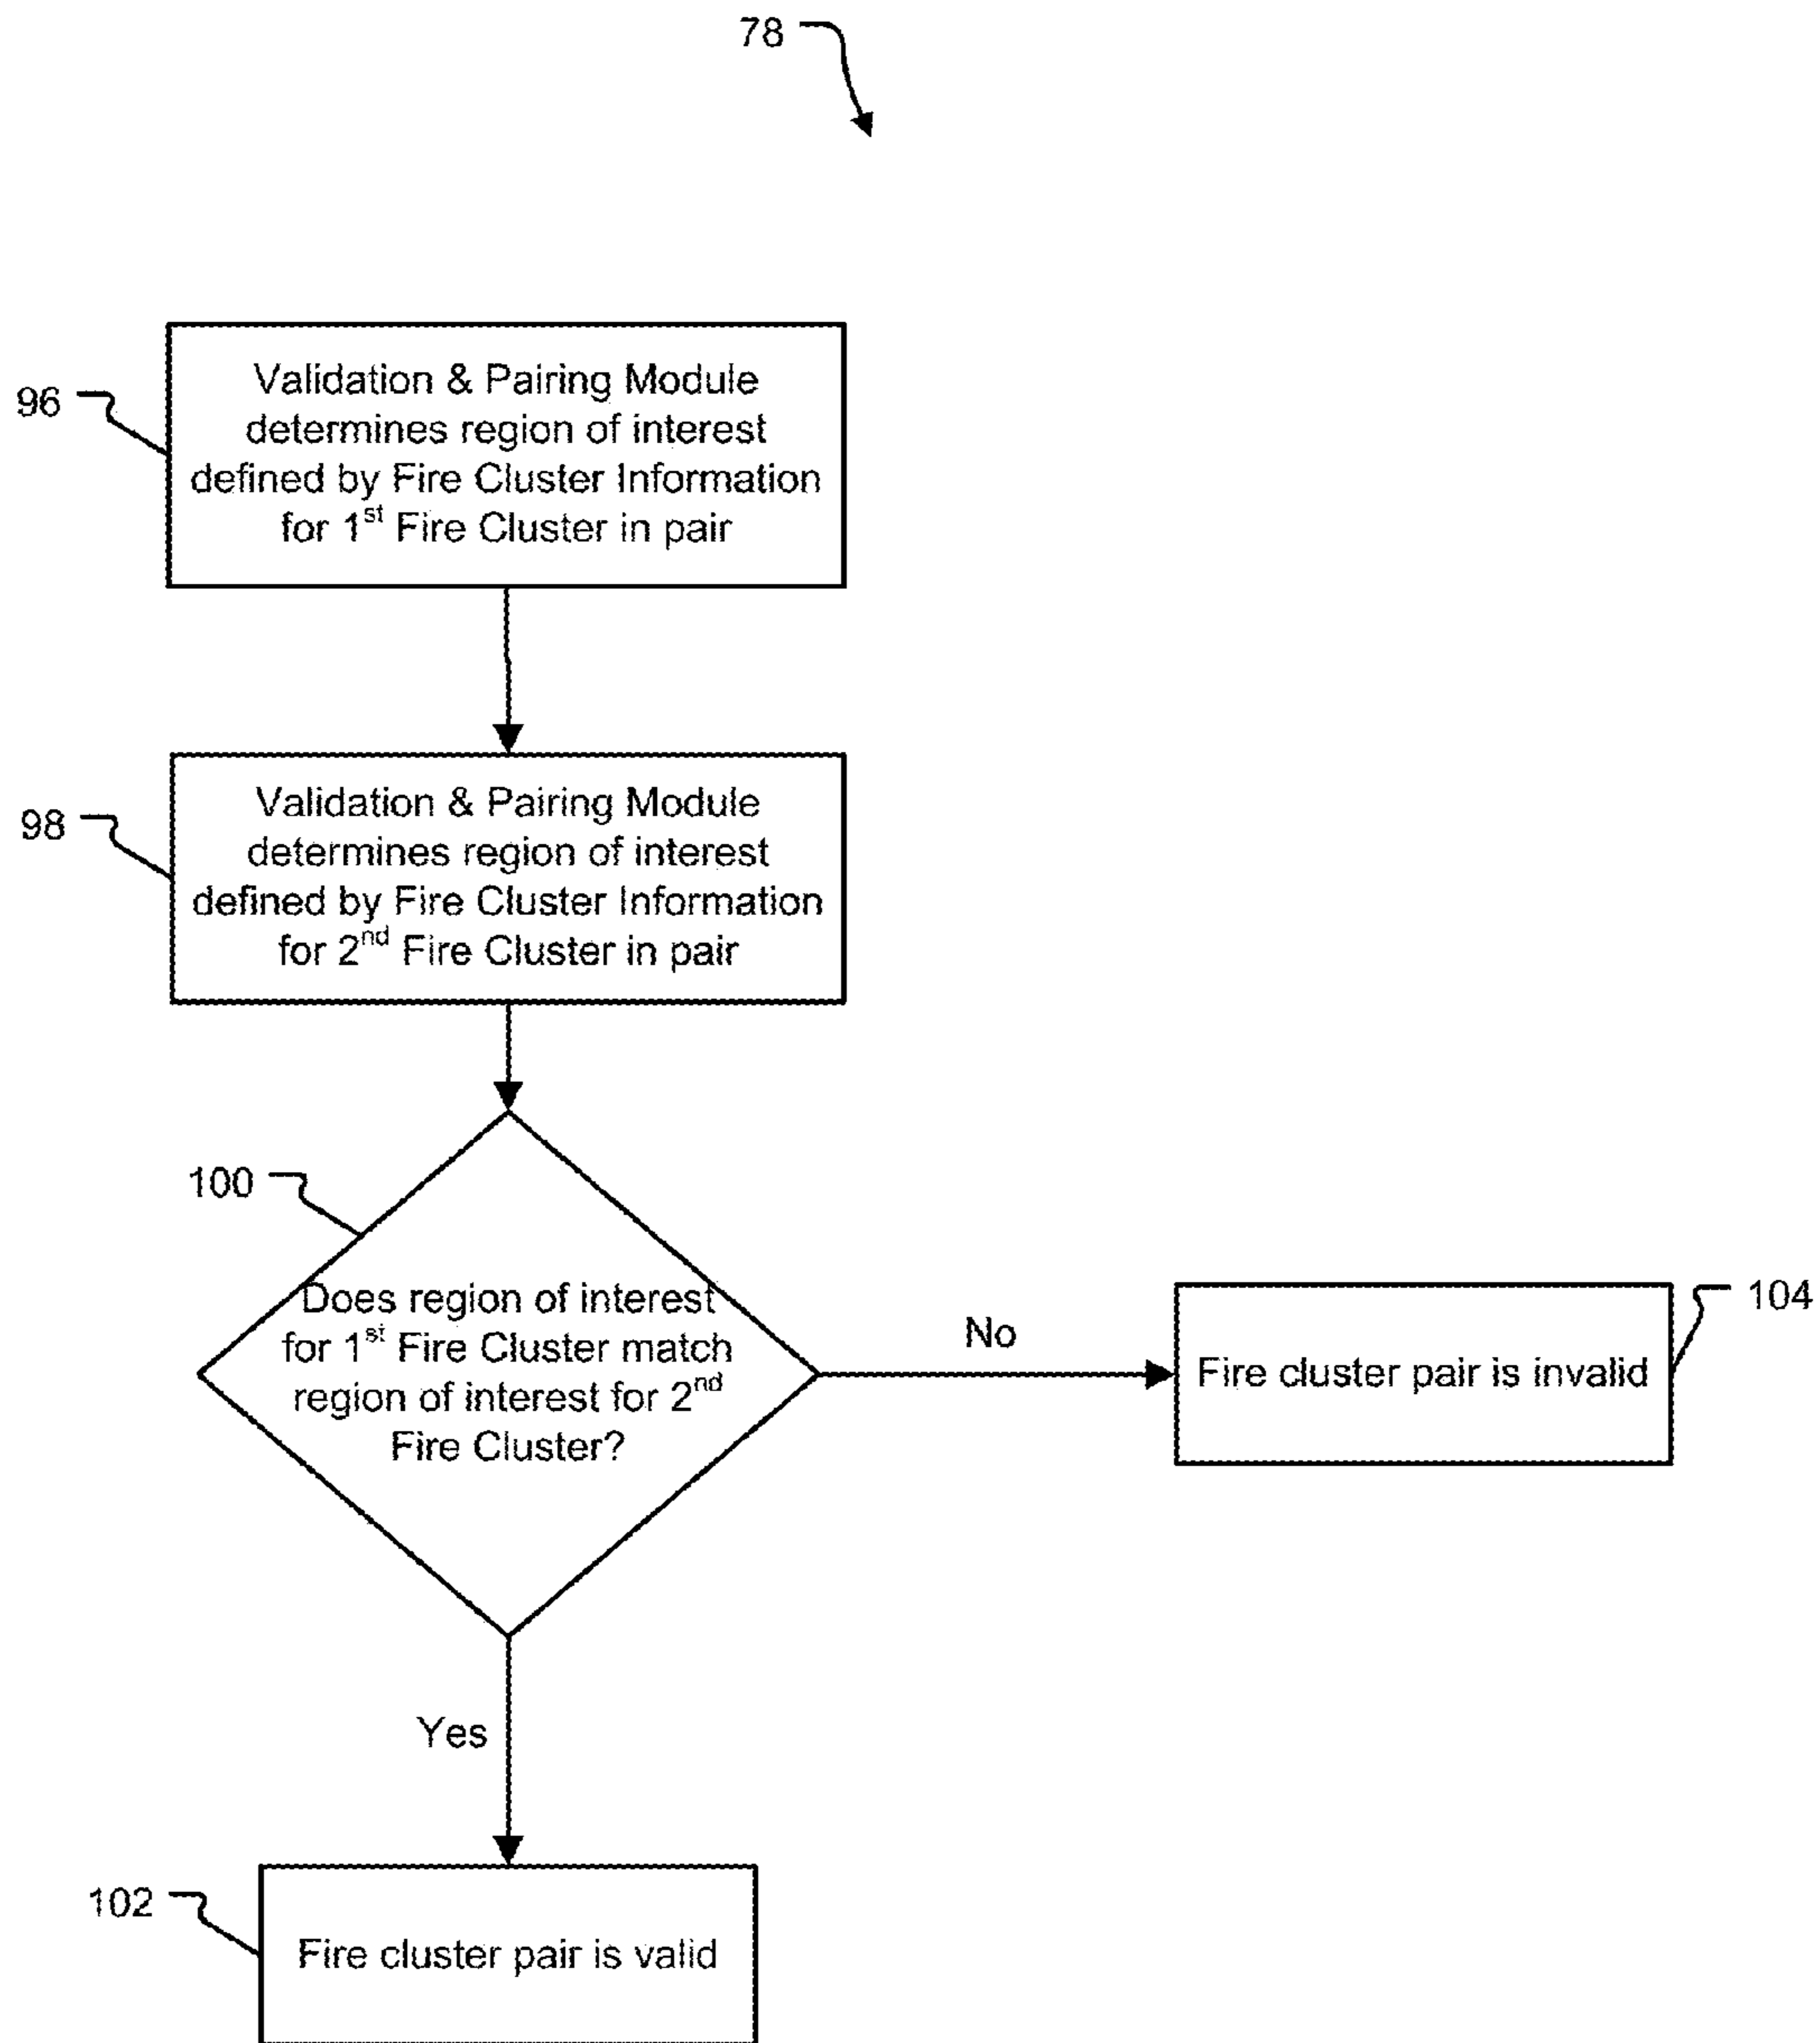 78
96
Validation & Pairing Module
determines region of interest
defined by Fire Cluster Information
for 1st Fire Cluster in pair
98
Validation & Pairing Module
determines region of interest
defined by Fire Cluster Information
for 2nd Fire Cluster in pair
100
Does region of interest
for 1st Fire Cluster match
region of interest for 2nd
Fire Cluster?
No
104
Fire cluster pair is invalid
Yes
102
Fire cluster pair is valid